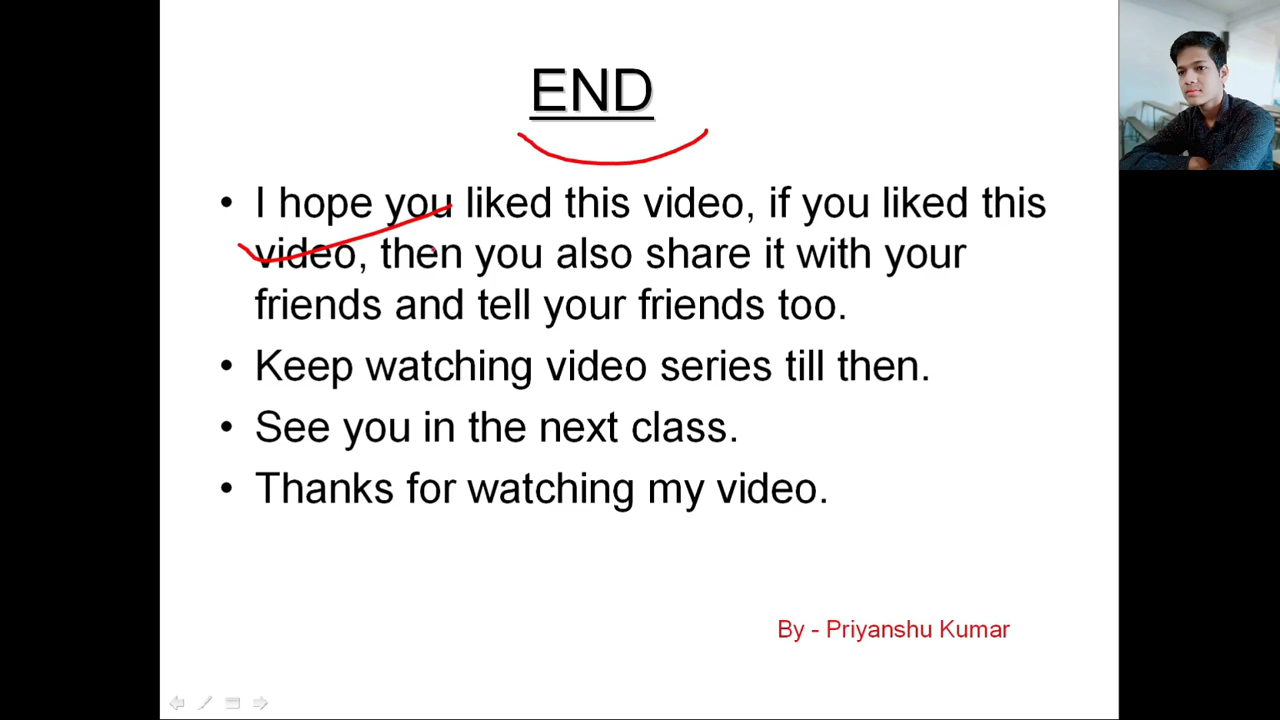 END
• I hope you liked this video, if you liked this
video, then you also share it with your
friends and tell your friends too.
• Keep watching video series till then.
• See you in the next class.
• Thanks for watching my video.
By - Priyanshu Kumar